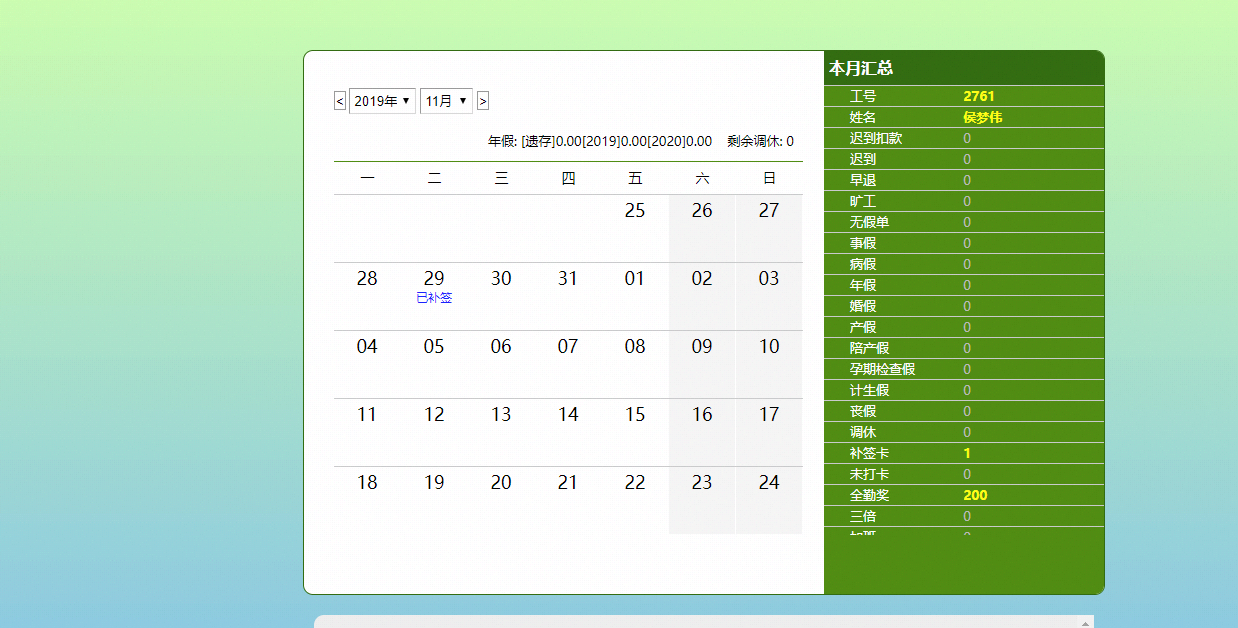 < 2019年 ▼ 11月 ▼ >
年假: [遗存]0.00[2019]0.00[2020]0.00 剩余调休: 0
一 二 三 四 五 六 日
25 26 27
28 29 30 31 01 02 03
已补签
04 05 06 07 08 09 10
11 12 13 14 15 16 17
18 19 20 21 22 23 24
本月汇总
工号 2761
姓名 侯梦伟
迟到扣款 0
迟到 0
早退 0
旷工 0
无假单 0
事假 0
病假 0
年假 0
婚假 0
产假 0
陪产假 0
孕期检查假 0
计生假 0
丧假 0
调休 0
补签卡 1
未打卡 0
全勤奖 200
三倍 0